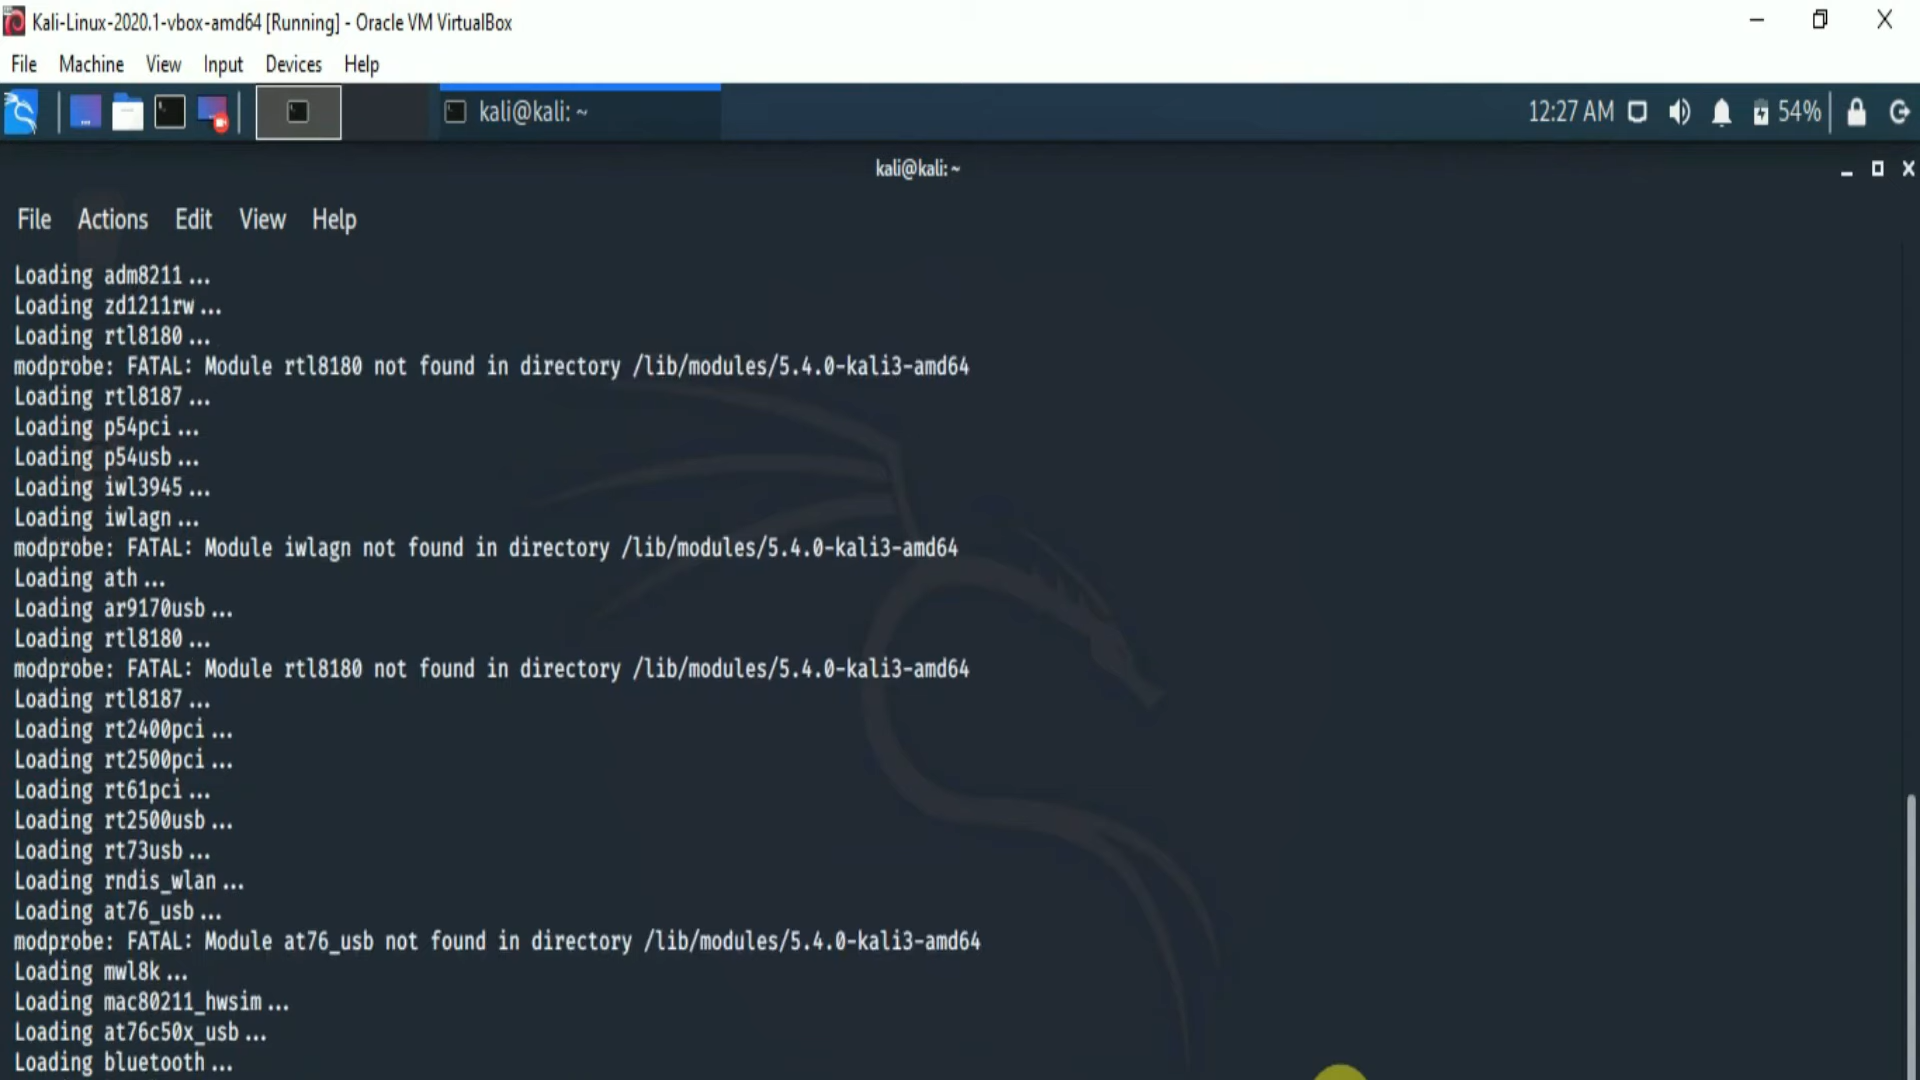 Kali-Linux-2020.1-vbox-amd64 [Running] - Oracle VM VirtualBox
File Machine View Input Devices Help
kali@kali: ~
12:27 AM
54%
kali@kali: ~
File Actions Edit View Help
Loading adm8211...
Loading zd1211rw...
Loading rtl8180...
modprobe: FATAL: Module rtl8180 not found in directory /lib/modules/5.4.0-kali3-amd64
Loading rtl8187...
Loading p54pci...
Loading p54usb...
Loading iwl3945...
Loading iwlagn...
modprobe: FATAL: Module iwlagn not found in directory /lib/modules/5.4.0-kali3-amd64
Loading ath...
Loading ar9170usb...
Loading rtl8180...
modprobe: FATAL: Module rtl8180 not found in directory /lib/modules/5.4.0-kali3-amd64
Loading rtl8187...
Loading rt2400pci...
Loading rt2500pci...
Loading rt61pci...
Loading rt2500usb...
Loading rt73usb...
Loading rndis_wlan...
Loading at76_usb...
modprobe: FATAL: Module at76_usb not found in directory /lib/modules/5.4.0-kali3-amd64
Loading mwl8k...
Loading mac80211_hwsim...
Loading at76c50x_usb...
Loading bluetooth...